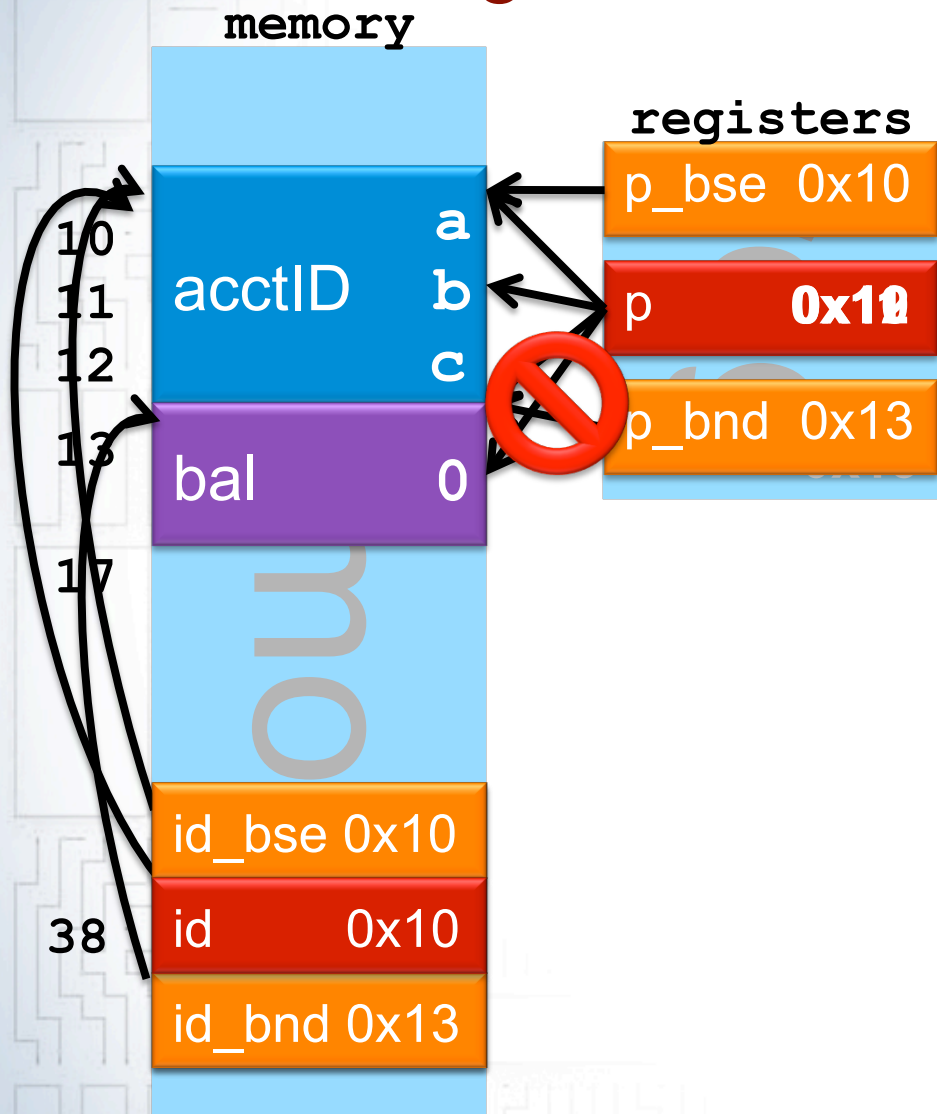 memory
registers
p_bse 0x10
10
a
11
acctID b
p
12
c
p_bnd 0x13
13
bal 0
17
mo
id_bse 0x10
38
id 0x10
id_bnd 0x13